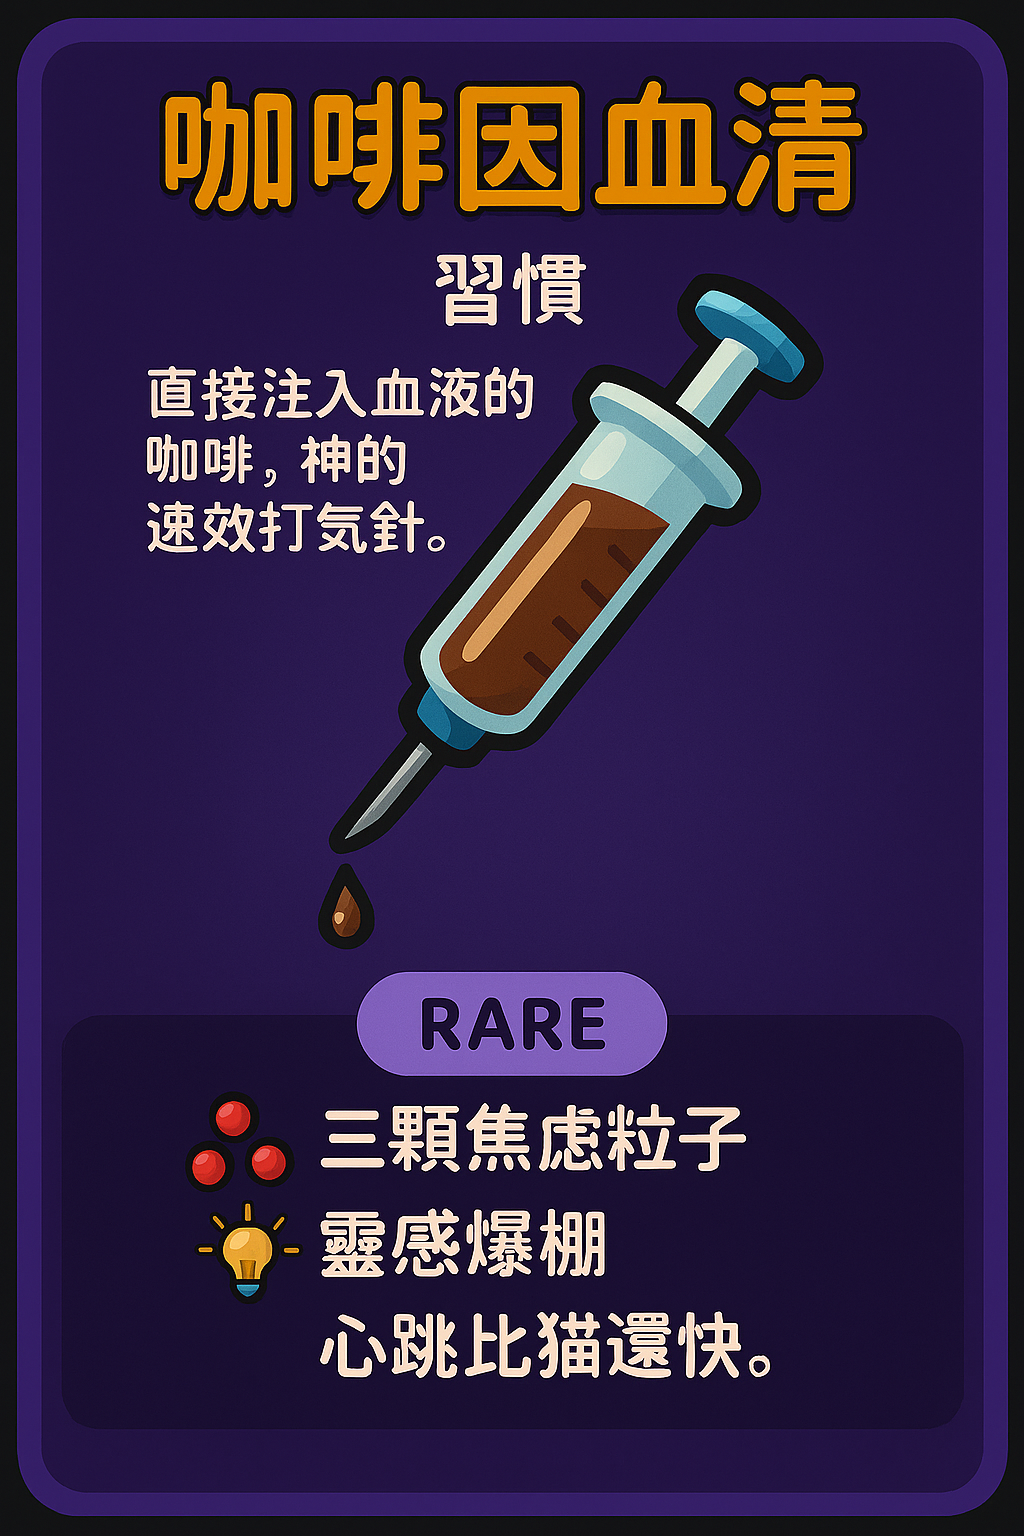 咖啡因血清
習慣
直接注入血液的
咖啡，神的
速效打気針。
RARE
三顆焦虑粒子
靈感爆棚
心跳比猫還快。